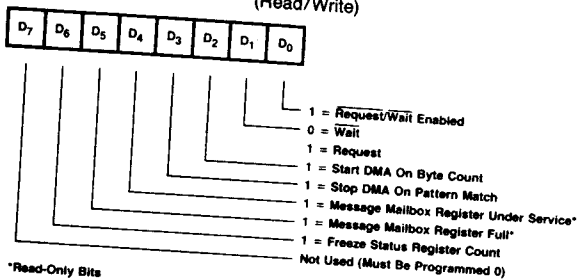 (Read/Write)
D7 D6 D5 D4 D3 D2 D1 D0
1 = Request/Wait Enabled
0 = Wait
1 = Request
1 = Start DMA On Byte Count
1 = Stop DMA On Pattern Match
1 = Message Mailbox Register Under Service*
1 = Message Mailbox Register Full*
1 = Freeze Status Register Count
Not Used (Must Be Programmed 0)
*Read-Only Bits